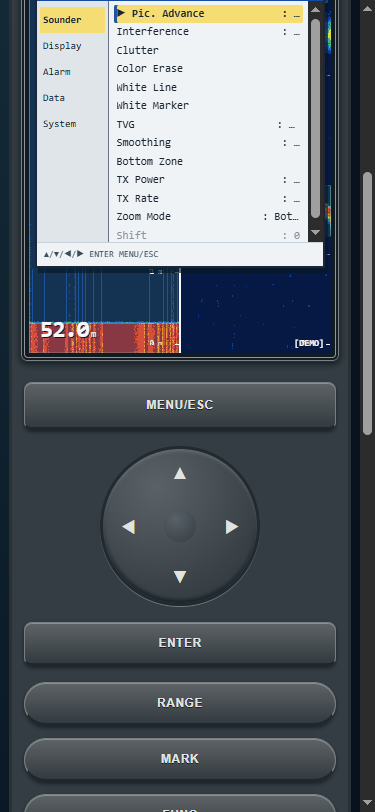 Sounder
Display
Alarm
Data
System
▶ Pic. Advance : …
Interference : …
Clutter
Color Erase
White Line
White Marker
TVG : …
Smoothing : …
Bottom Zone
TX Power : …
TX Rate : …
Zoom Mode : Bot…
Shift : 0
▲/▼/◀/▶ ENTER MENU/ESC
52.0m
[DEMO]
MENU/ESC
ENTER
RANGE
MARK